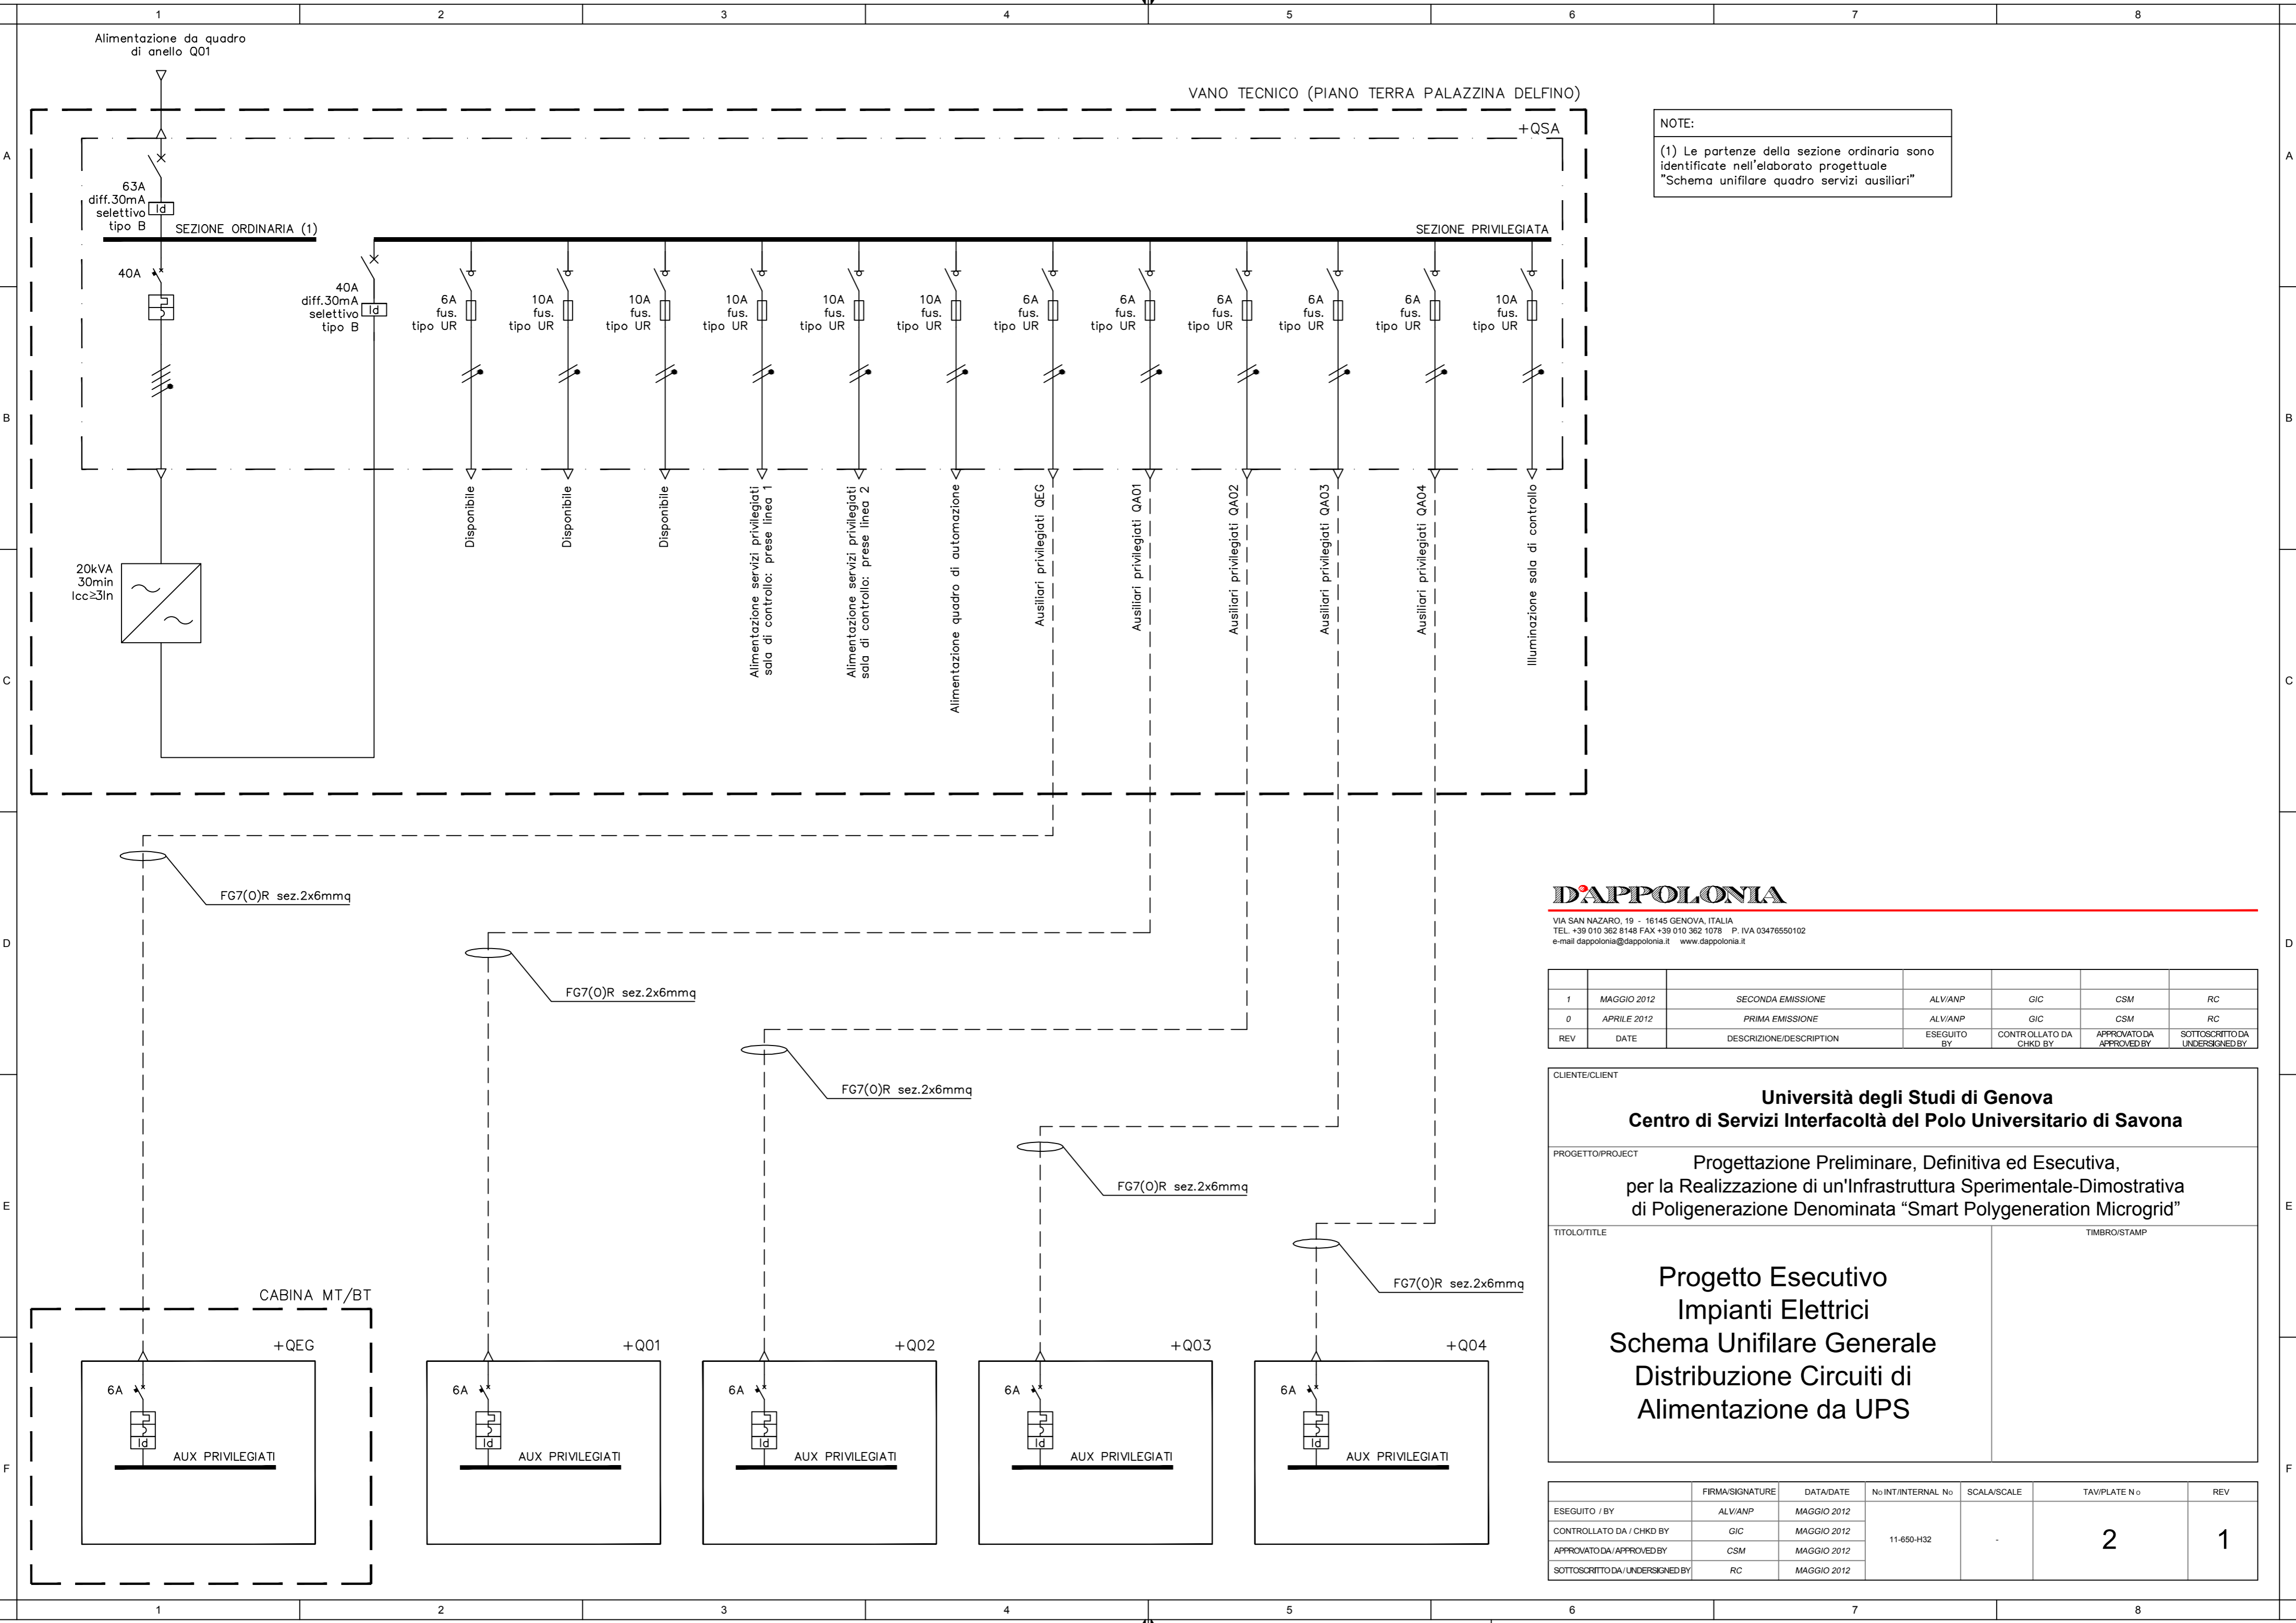 1 2 3 4 5 6 7 8
Alimentazione da quadro
di anello Q01
VANO TECNICO (PIANO TERRA PALAZZINA DELFINO)
+QSA
NOTE:
(1) Le partenze della sezione ordinaria sono
identificate nell'elaborato progettuale
"Schema unifilare quadro servizi ausiliari"
A A
63A
diff.30mA
selettivo
tipo B
Id
SEZIONE ORDINARIA (1)
SEZIONE PRIVILEGIATA
40A
40A
diff.30mA
selettivo
tipo B
Id
6A
fus.
tipo UR
10A
fus.
tipo UR
10A
fus.
tipo UR
10A
fus.
tipo UR
10A
fus.
tipo UR
10A
fus.
tipo UR
6A
fus.
tipo UR
6A
fus.
tipo UR
6A
fus.
tipo UR
6A
fus.
tipo UR
6A
fus.
tipo UR
10A
fus.
tipo UR
B B
Disponibile
Disponibile
Disponibile
Alimentazione servizi privilegiati
sala di controllo: prese linea 1
Alimentazione servizi privilegiati
sala di controllo: prese linea 2
Alimentazione quadro di automazione
Ausiliari privilegiati QEG
Ausiliari privilegiati QA01
Ausiliari privilegiati QA02
Ausiliari privilegiati QA03
Ausiliari privilegiati QA04
Illuminazione sala di controllo
20kVA
30min
Icc≥3In
C C
FG7(O)R sez.2x6mmq
FG7(O)R sez.2x6mmq
FG7(O)R sez.2x6mmq
FG7(O)R sez.2x6mmq
FG7(O)R sez.2x6mmq
D D
E E
CABINA MT/BT
+QEG
6A
Id
AUX PRIVILEGIATI
+Q01
6A
Id
AUX PRIVILEGIATI
+Q02
6A
Id
AUX PRIVILEGIATI
+Q03
6A
Id
AUX PRIVILEGIATI
+Q04
6A
Id
AUX PRIVILEGIATI
F F
D'APPOLONIA
VIA SAN NAZARO, 19 - 16145 GENOVA, ITALIA
TEL. +39 010 362 8148 FAX +39 010 362 1078 P. IVA 03476550102
e-mail dappolonia@dappolonia.it www.dappolonia.it
1 MAGGIO 2012 SECONDA EMISSIONE ALV/ANP GIC CSM RC
0 APRILE 2012 PRIMA EMISSIONE ALV/ANP GIC CSM RC
REV DATE DESCRIZIONE/DESCRIPTION ESEGUITO BY CONTROLLATO DA CHKD BY APPROVATO DA APPROVED BY SOTTOSCRITTO DA UNDERSIGNED BY
CLIENTE/CLIENT
Università degli Studi di Genova
Centro di Servizi Interfacoltà del Polo Universitario di Savona
PROGETTO/PROJECT
Progettazione Preliminare, Definitiva ed Esecutiva,
per la Realizzazione di un'Infrastruttura Sperimentale-Dimostrativa
di Poligenerazione Denominata “Smart Polygeneration Microgrid”
TITOLO/TITLE
TIMBRO/STAMP
Progetto Esecutivo
Impianti Elettrici
Schema Unifilare Generale
Distribuzione Circuiti di
Alimentazione da UPS
FIRMA/SIGNATURE DATA/DATE No INT/INTERNAL No SCALA/SCALE TAV/PLATE No REV
ESEGUITO / BY ALV/ANP MAGGIO 2012
CONTROLLATO DA / CHKD BY GIC MAGGIO 2012
11-650-H32 - 2 1
APPROVATO DA / APPROVED BY CSM MAGGIO 2012
SOTTOSCRITTO DA / UNDERSIGNED BY RC MAGGIO 2012
1 2 3 4 5 6 7 8